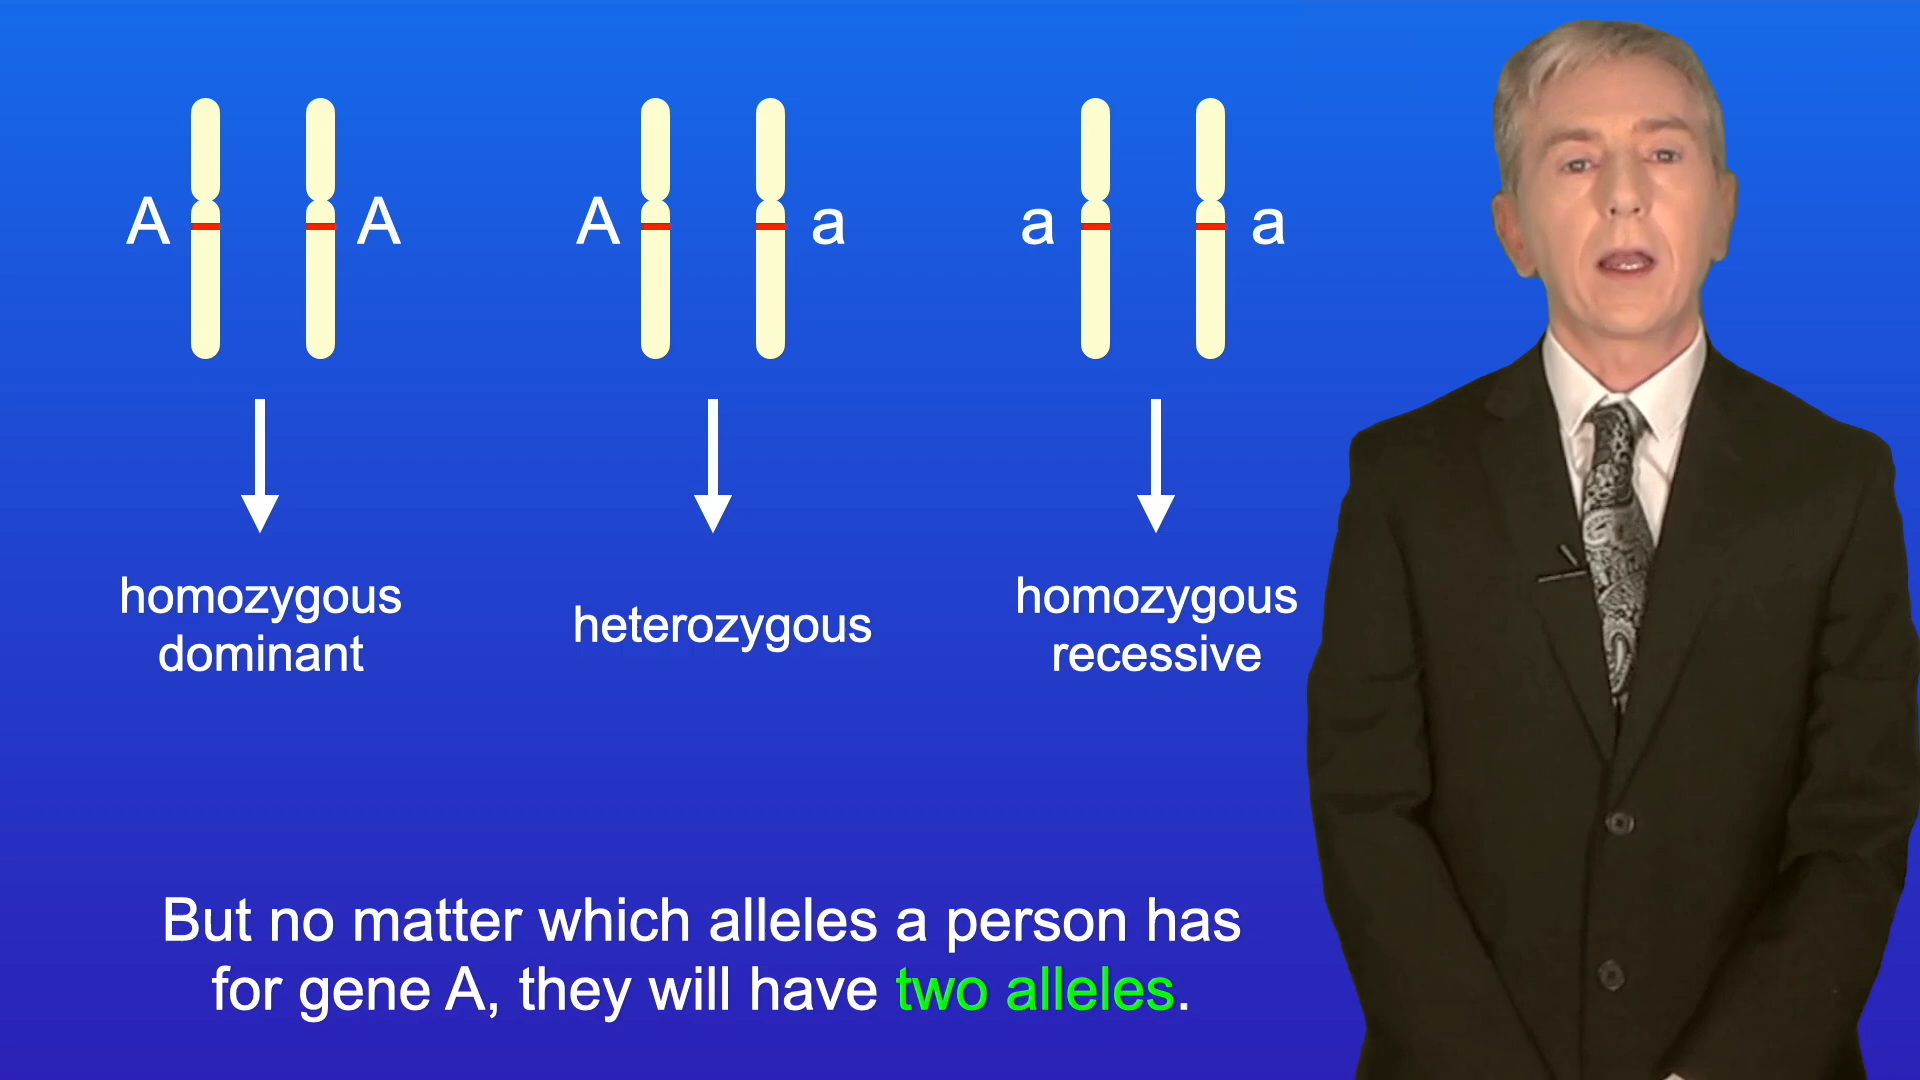 A A A a a a
homozygous
dominant
heterozygous
homozygous
recessive
But no matter which alleles a person has
for gene A, they will have two alleles.